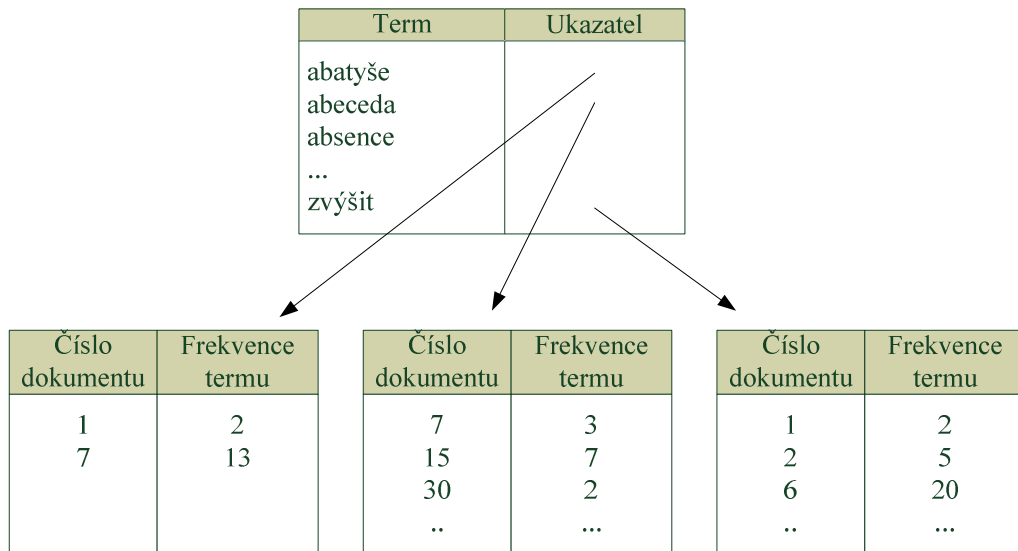 Term Ukazatel
abatyše
abeceda
absence
...
zvýšit
Číslo dokumentu Frekvence termu
1 2
7 13
Číslo dokumentu Frekvence termu
7 3
15 7
30 2
.. ...
Číslo dokumentu Frekvence termu
1 2
2 5
6 20
.. ...